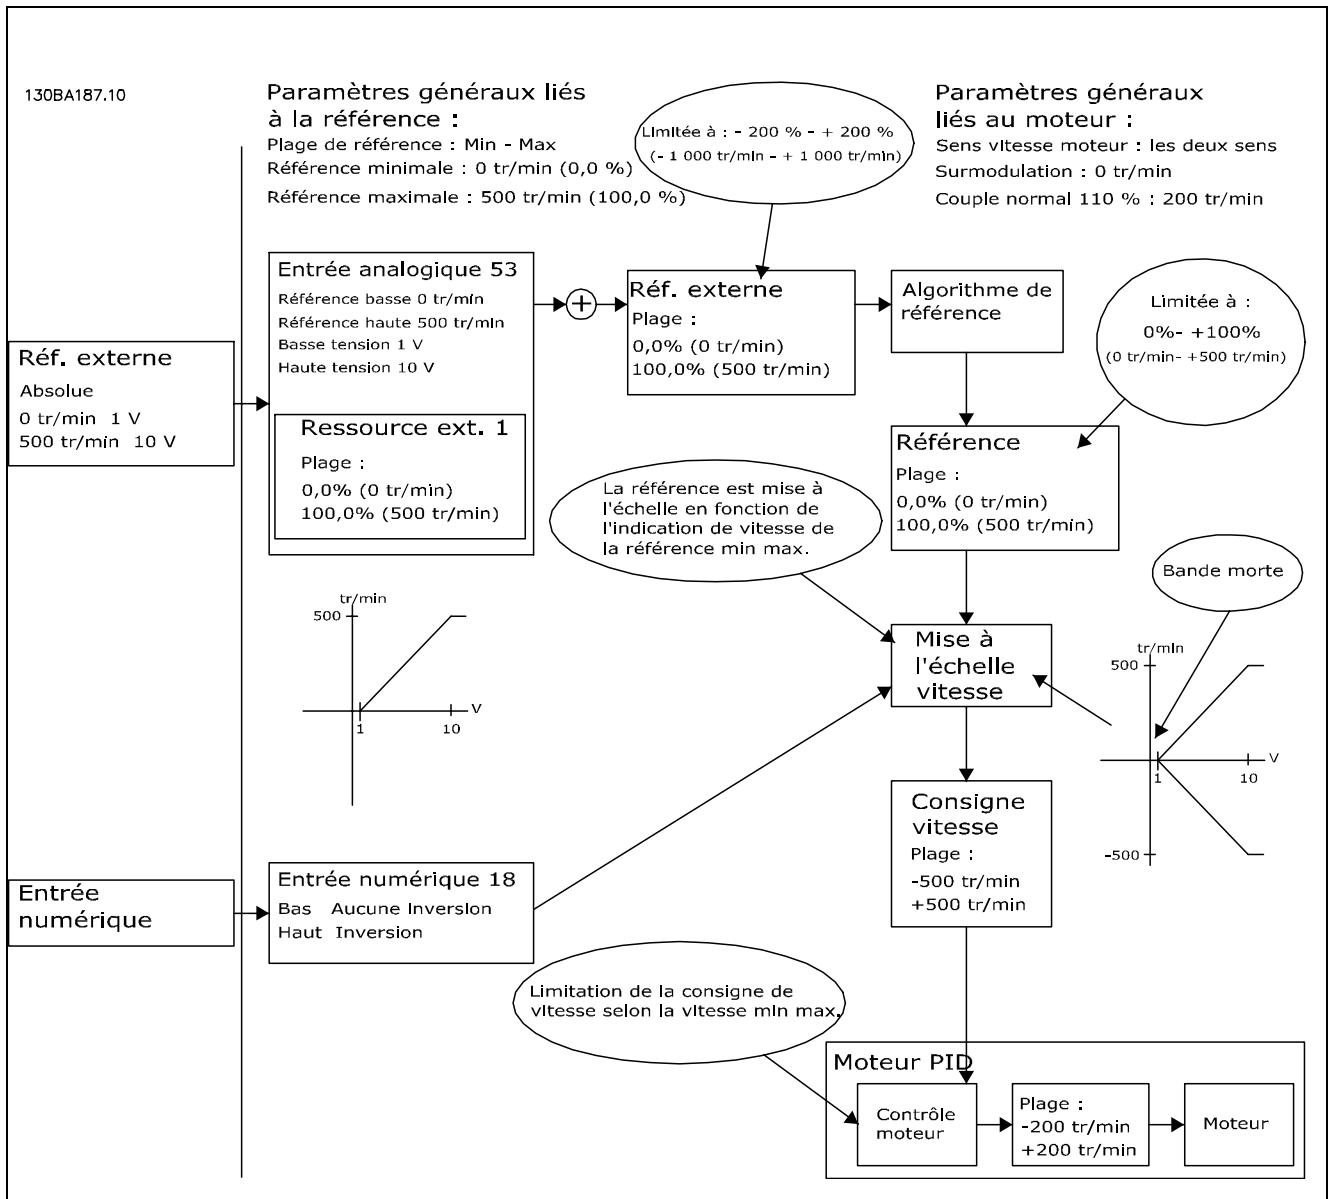 130BA187.10
Paramètres généraux liés
à la référence :
Plage de référence : Min - Max
Référence minimale : 0 tr/min (0,0 %)
Référence maximale : 500 tr/min (100,0 %)
Limitée à : - 200 % - + 200 %
(- 1 000 tr/min - + 1 000 tr/min)
Paramètres généraux
liés au moteur :
Sens vitesse moteur : les deux sens
Surmodulation : 0 tr/min
Couple normal 110 % : 200 tr/min
Réf. externe
Absolue
0 tr/min 1 V
500 tr/min 10 V
Entrée analogique 53
Référence basse 0 tr/min
Référence haute 500 tr/min
Basse tension 1 V
Haute tension 10 V
Ressource ext. 1
Plage :
0,0% (0 tr/min)
100,0% (500 tr/min)
+
Réf. externe
Plage :
0,0% (0 tr/min)
100,0% (500 tr/min)
Algorithme de
référence
Limitée à :
0%- +100%
(0 tr/min- +500 tr/min)
Référence
Plage :
0,0% (0 tr/min)
100,0% (500 tr/min)
La référence est mise à
l'échelle en fonction de
l'indication de vitesse de
la référence min max.
Bande morte
tr/min
500
V
1
10
Mise à
l'échelle
vitesse
tr/min
500
V
1
10
-500
Consigne
vitesse
Plage :
-500 tr/min
+500 tr/min
Entrée
numérique
Entrée numérique 18
Bas Aucune inversion
Haut Inversion
Limitation de la consigne de
vitesse selon la vitesse min max.
Moteur PID
Contrôle
moteur
Plage :
-200 tr/min
+200 tr/min
Moteur